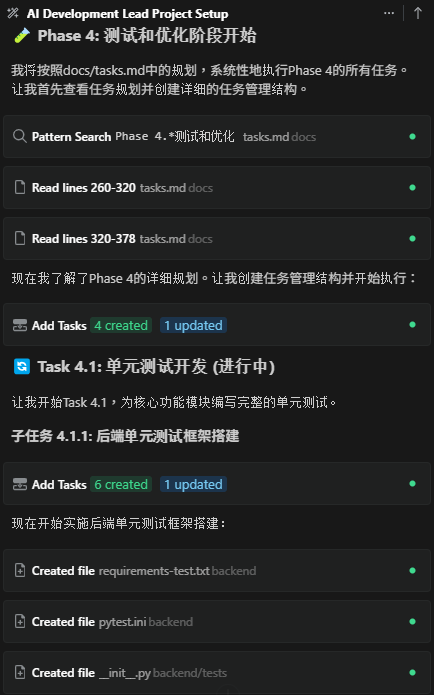 AI Development Lead Project Setup
Phase 4: 测试和优化阶段开始
我将按照docs/tasks.md中的规划，系统性地执行Phase 4的所有任务。
让我首先查看任务规划并创建详细的任务管理结构。
Pattern Search Phase 4.*测试和优化 tasks.md docs
Read lines 260-320 tasks.md docs
Read lines 320-378 tasks.md docs
现在我了解了Phase 4的详细规划。让我创建任务管理结构并开始执行：
Add Tasks 4 created 1 updated
Task 4.1: 单元测试开发 (进行中)
让我开始Task 4.1，为核心功能模块编写完整的单元测试。
子任务 4.1.1: 后端单元测试框架搭建
Add Tasks 6 created 1 updated
现在开始实施后端单元测试框架搭建：
Created file requirements-test.txt backend
Created file pytest.ini backend
Created file __init__.py backend/tests